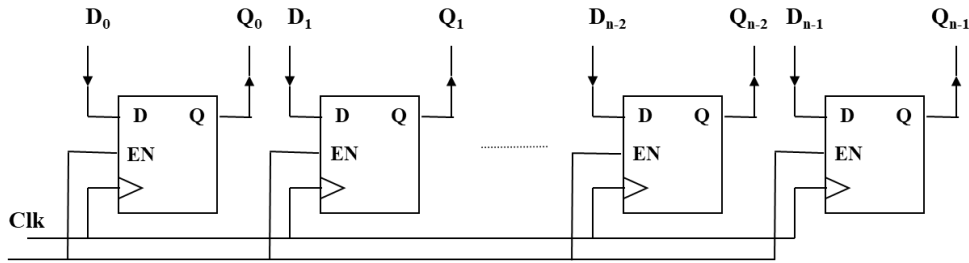 D₀ Q₀ D₁ Q₁ Dₙ₋₂ Qₙ₋₂ Dₙ₋₁ Qₙ₋₁
D Q D Q D Q D Q
EN EN EN EN
Clk